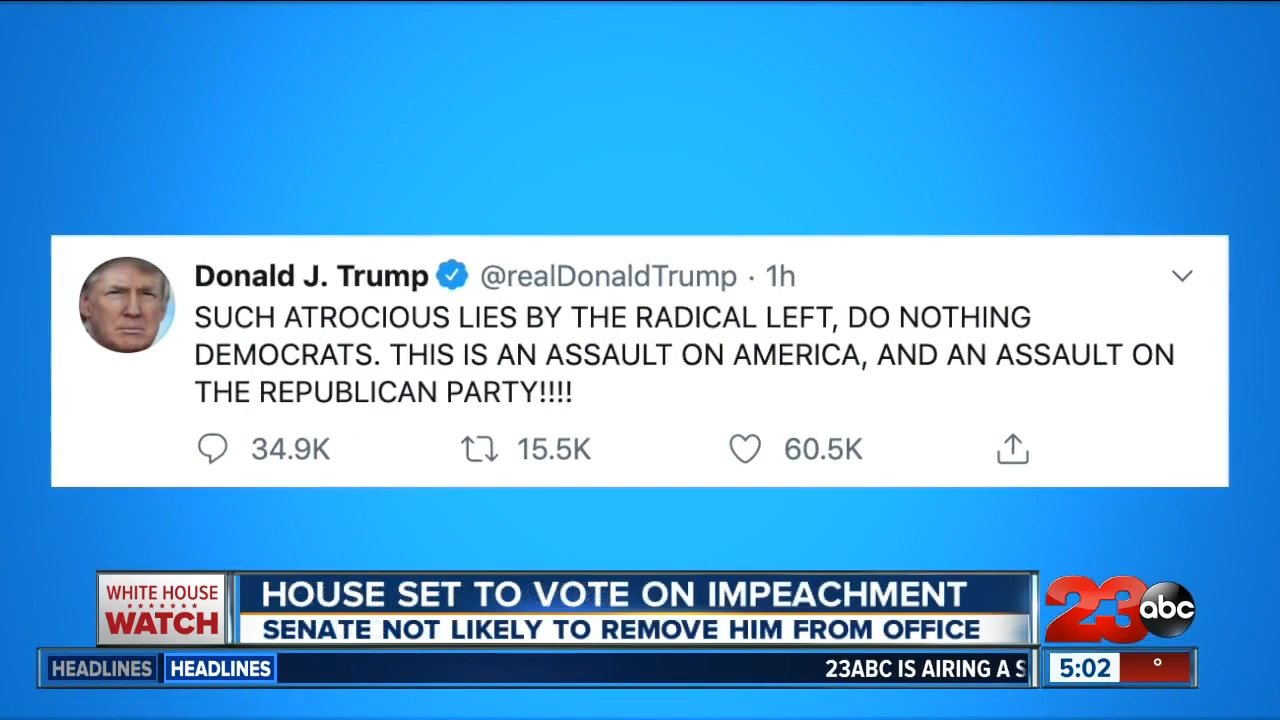 Donald J. Trump @realDonaldTrump · 1h
SUCH ATROCIOUS LIES BY THE RADICAL LEFT, DO NOTHING
DEMOCRATS. THIS IS AN ASSAULT ON AMERICA, AND AN ASSAULT ON
THE REPUBLICAN PARTY!!!!
34.9K 15.5K 60.5K
WHITE HOUSE
WATCH
HOUSE SET TO VOTE ON IMPEACHMENT
SENATE NOT LIKELY TO REMOVE HIM FROM OFFICE
23 abc
HEADLINES HEADLINES 23ABC IS AIRING A S 5:02 °